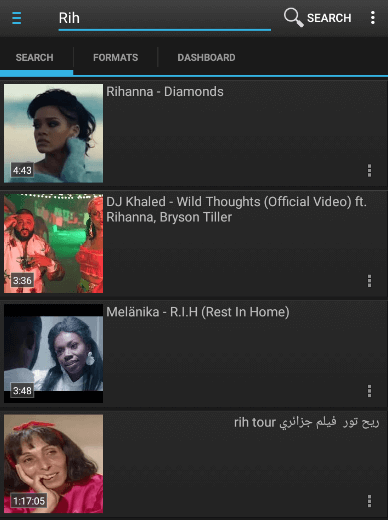 Rih
SEARCH
SEARCH
FORMATS
DASHBOARD
Rihanna - Diamonds
4:43
DJ Khaled - Wild Thoughts (Official Video) ft.
Rihanna, Bryson Tiller
3:36
Melänika - R.I.H (Rest In Home)
3:48
ريح تور فيلم جزائري rih tour
1:17:05